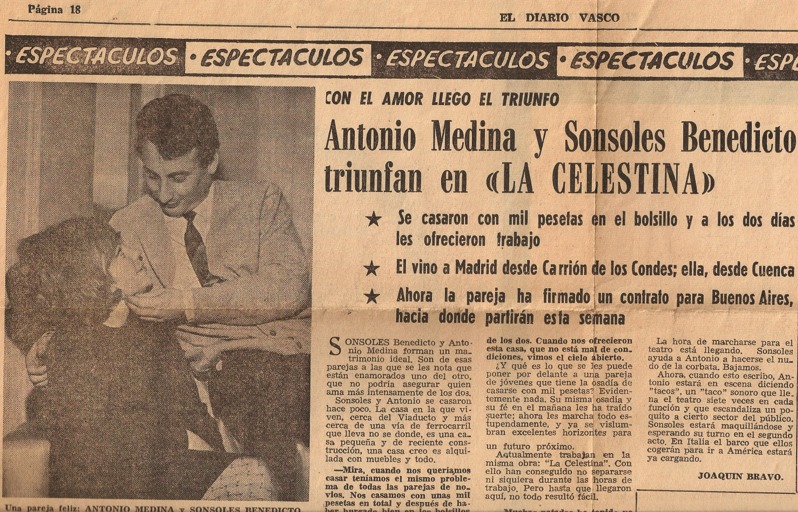 Página 18
EL DIARIO VASCO
· ESPECTACULOS · ESPECTACULOS · ESPECTACULOS · ESPECTACULOS · ESPE
CON EL AMOR LLEGO EL TRIUNFO
Antonio Medina y Sonsoles Benedicto
triunfan en «LA CELESTINA»
★ Se casaron con mil pesetas en el bolsillo y a los dos días
les ofrecieron trabajo
★ El vino a Madrid desde Carrión de los Condes; ella, desde Cuenca
★ Ahora la pareja ha firmado un contrato para Buenos Aires,
hacia donde partirán esta semana
SONSOLES Benedicto y Anto-
nio Medina forman un ma-
trimonio ideal. Son de esas
parejas a las que se les nota que
están enamorados uno del otro,
que no podría asegurar quien
ama más intensamente de los dos.
Sonsoles y Antonio se casaron
hace poco. La casa en la que vi-
ven, cerca del Viaducto y más
cerca de una vía de ferrocarril
que lleva no se donde, es una ca-
sa pequeña y de reciente cons-
trucción, una casa creo es alquil-
lada con muebles y todo.
—Mira, cuando nos queríamos
casar teníamos el mismo proble-
ma de todas las parejas de no-
vios. Nos casamos con unas mil
pesetas en total y después de ha-
ber hurgado bien en los bolsillos
de los dos. Cuando nos ofrecieron
esta casa, que no está mal de con-
diciones, vimos el cielo abierto.
¿Y qué es lo que se les puede
poner por delante a una pareja
de jóvenes que tiene la osadía de
casarse con mil pesetas? Eviden-
temente nada. Su misma osadía y
su fé en el mañana les ha traído
suerte; ahora les marcha todo es-
tupendamente, y ya se vislum-
bran excelentes horizontes para
un futuro próximo.
Actualmente trabajan en la
misma obra: "La Celestina". Con
ello han conseguido no separarse
ni siquiera durante las horas de
trabajo. Pero hasta que llegaron
aquí, no todo resultó fácil.
La hora de marcharse para el
teatro está llegando. Sonsoles
ayuda a Antonio a hacerse el nu-
do de la corbata. Bajamos.
Ahora, cuando esto escribo, An-
tonio estará en escena diciendo
"tacos", un "taco" sonoro que lle-
na el teatro siete veces en cada
función y que escandaliza un po-
quito a cierto sector del público.
Sonsoles estará maquillándose y
esperando su turno en el segundo
acto. En Italia el barco que ellos
cogerán para ir a América estará
ya cargando.
JOAQUIN BRAVO.
Una pareja feliz: ANTONIO MEDINA y SONSOLES BENEDICTO